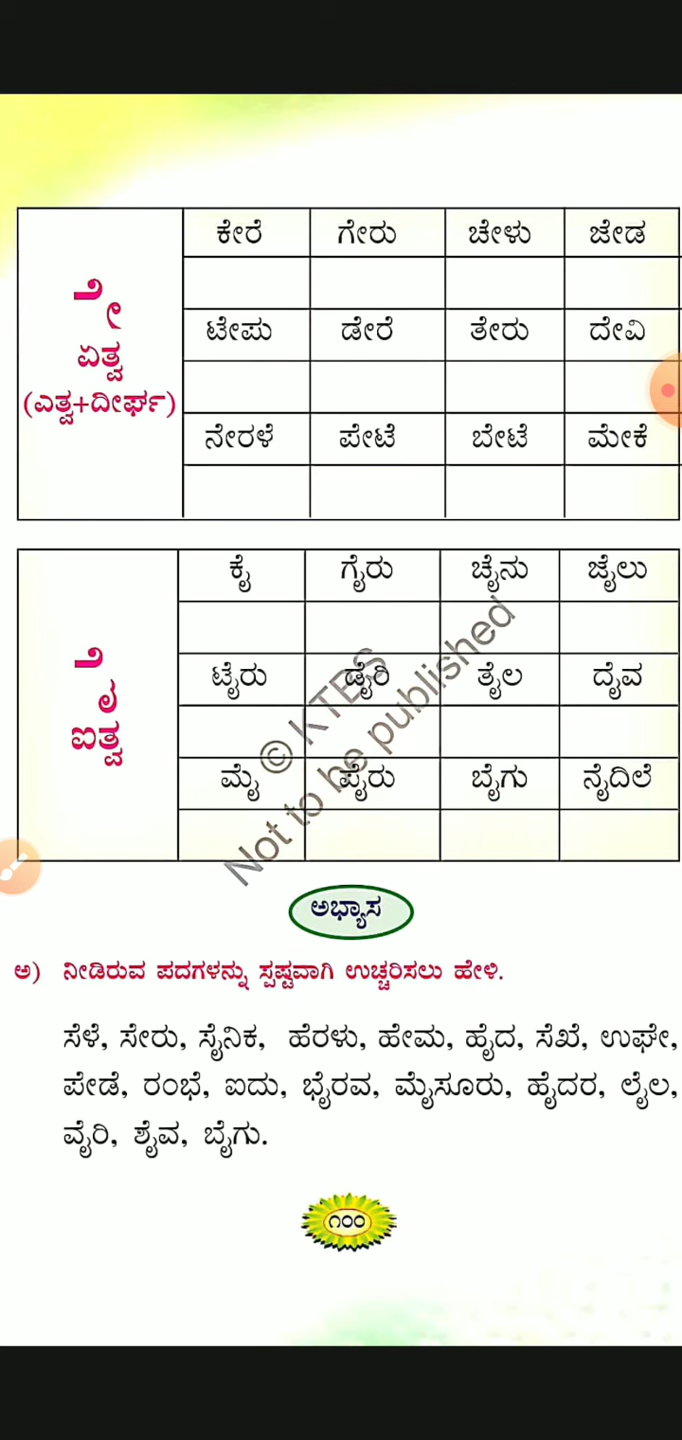 ಕೇರೆ ಗೇರು ಚೇಳು ಜೇಡ
ೇ
ಏತ್ವ
(ಎತ್ವ+ದೀರ್ಘ)
ಟೇಪು ಡೇರೆ ತೇರು ದೇವಿ
ನೇರಳೆ ಪೇಟೆ ಬೇಟೆ ಮೇಕೆ
ಕೈ ಗೈರು ಚೈನು ಜೈಲು
ೈ
ಐತ್ವ
ಟೈರು ಡೈರಿ ತೈಲ ದೈವ
ಮೈ ಪೈರು ಬೈಗು ನೈದಿಲೆ
© KTBS
Not to be published
ಅಭ್ಯಾಸ
ಅ) ನೀಡಿರುವ ಪದಗಳನ್ನು ಸ್ಪಷ್ಟವಾಗಿ ಉಚ್ಚರಿಸಲು ಹೇಳಿ.
ಸೆಳೆ, ಸೇರು, ಸೈನಿಕ, ಹೆರಳು, ಹೇಮ, ಹೈದ, ಸೆಖೆ, ಉಘೇ,
ಪೇಡೆ, ರಂಭೆ, ಐದು, ಭೈರವ, ಮೈಸೂರು, ಹೈದರ, ಲೈಲ,
ವೈರಿ, ಶೈವ, ಬೈಗು.
೧೦೦